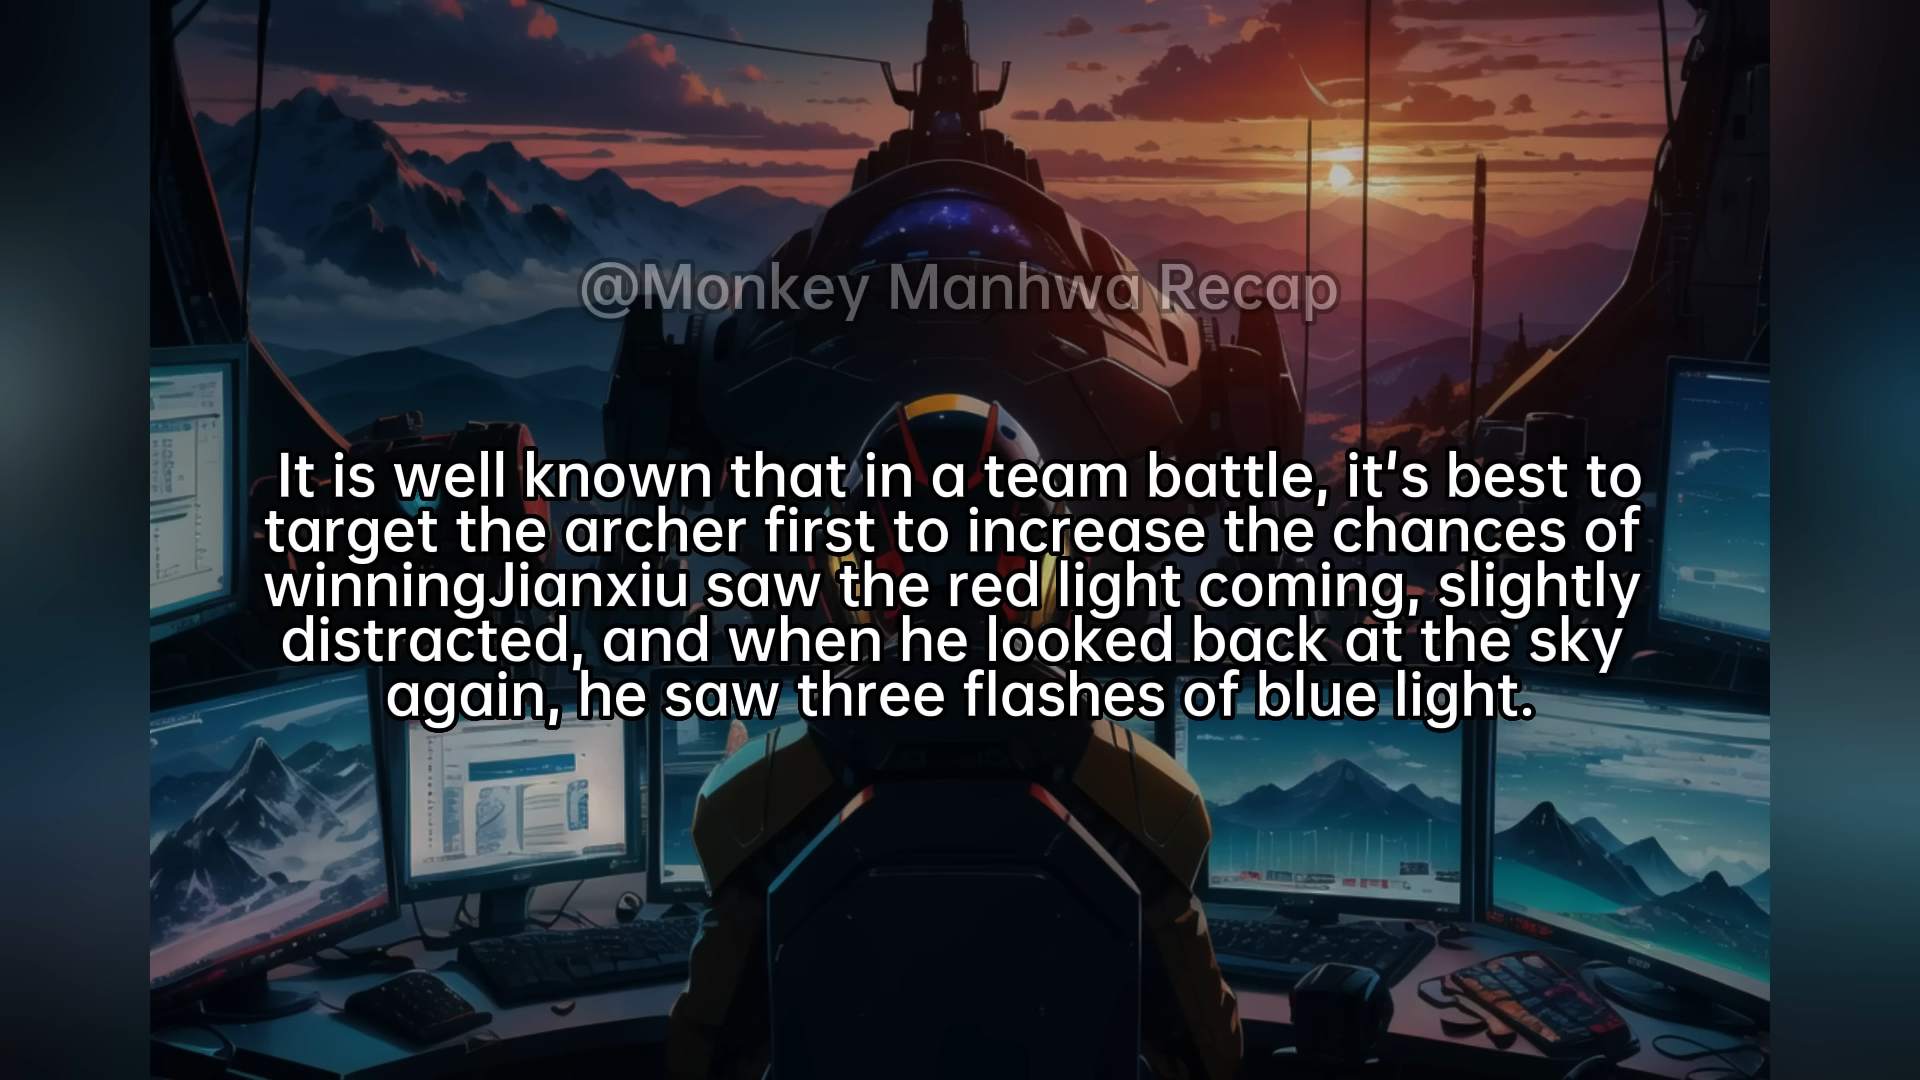 @Monkey Manhwa Recap
It is well known that in a team battle, it's best to
target the archer first to increase the chances of
winningJianxiu saw the red light coming, slightly
distracted, and when he looked back at the sky
again, he saw three flashes of blue light.